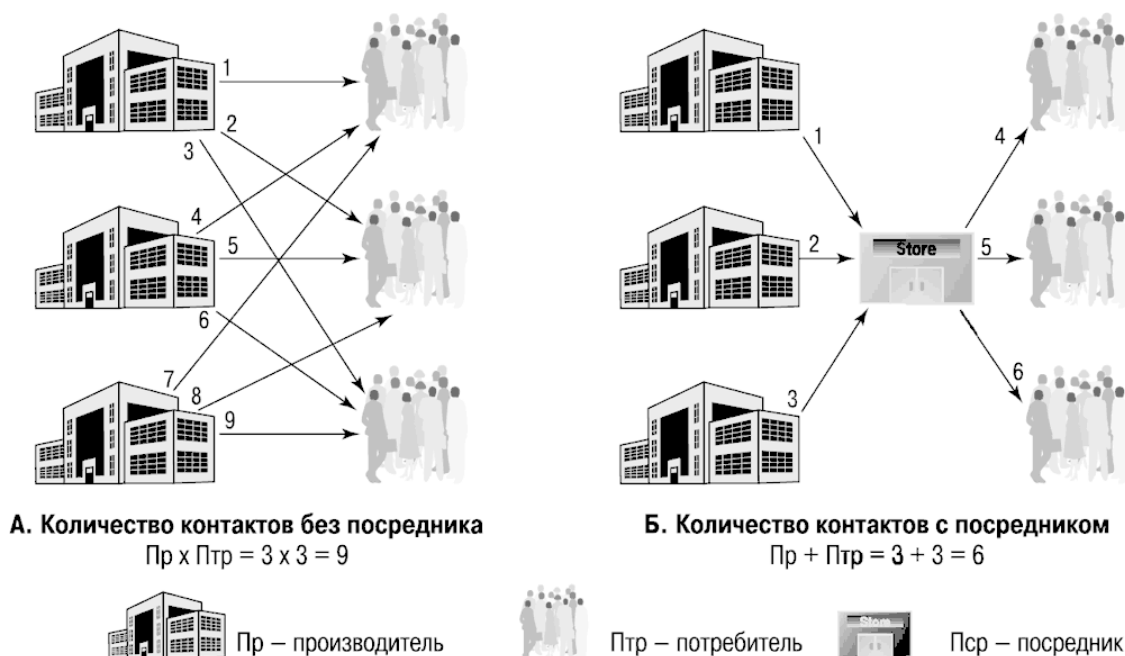 1
2
3
4
5
6
7
8
9
А. Количество контактов без посредника
Пр х Птр = 3 х 3 = 9
1
2
3
4
5
6
Store
Б. Количество контактов с посредником
Пр + Птр = 3 + 3 = 6
Пр – производитель
Птр – потребитель
Store
Пср – посредник